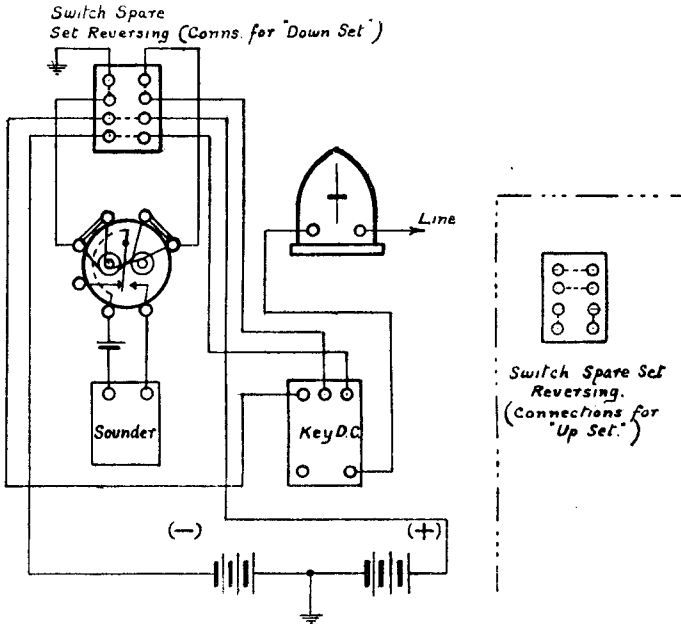 Switch Spare
Set Reversing (Conns. for "Down Set")
Line
Sounder
Key D.C.
(−)
(+)
Switch Spare Set
Reversing.
(Connections for
"Up Set.")